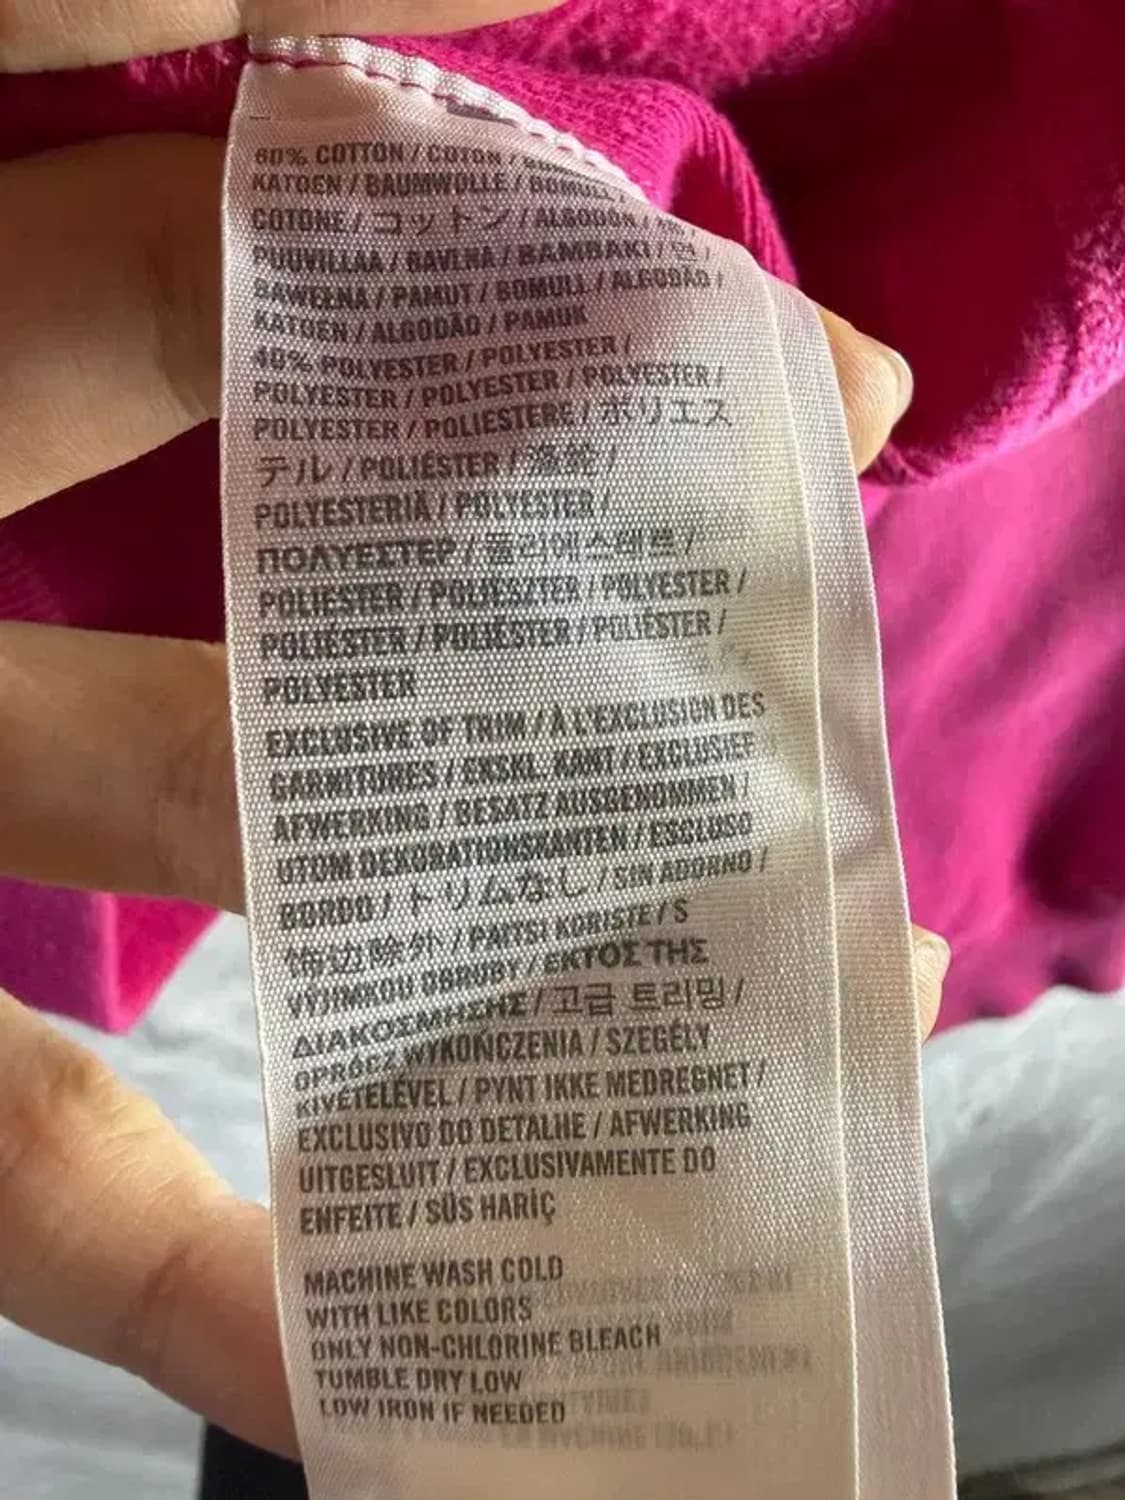 60% COTTON / COTON /
KATOEN / BAUMWOLLE / BOMULL /
COTONE / コットン / ALGODÓN / 棉 /
PUUVILLAA / BAVLNA / BAMBAKI / 면 /
BAWEŁNA / PAMUT / BOMULL / ALGODÃO /
KATOEN / ALGODÃO / PAMUK
40% POLYESTER / POLYESTER /
POLYESTER / POLYESTER / POLYESTER /
POLYESTER / POLIESTERE / ポリエス
テル / POLIÉSTER / 涤纶 /
POLYESTERIÄ / POLYESTER /
ΠΟΛΥΕΣΤΕΡ / 폴리에스테르 /
POLIESTER / POLIÉSZTER / POLYESTER /
POLIÉSTER / POLIÉSTER / POLIÉSTER /
POLYESTER
EXCLUSIVE OF TRIM / À L'EXCLUSION DES
GARNITURES / EKSKL. KANT / EXCLUSIEF
AFWERKING / BESATZ AUSGENOMMEN /
UTOM DEKORATIONSKANTEN / ESCLUSO
BORDO / トリムなし / SIN ADORNO /
饰边除外 / PAITSI KORISTE / S
VÝJIMKOU OBRUBY / ΕΚΤΟΣ ΤΗΣ
ΔΙΑΚΟΣΜΗΣΗΣ / 고급 트리밍 /
OPRÓCZ WYKOŃCZENIA / SZEGÉLY
KIVÉTELÉVEL / PYNT IKKE MEDREGNET /
EXCLUSIVO DO DETALHE / AFWERKING
UITGESLUIT / EXCLUSIVAMENTE DO
ENFEITE / SÜS HARİÇ
MACHINE WASH COLD
WITH LIKE COLORS
ONLY NON-CHLORINE BLEACH
TUMBLE DRY LOW
LOW IRON IF NEEDED